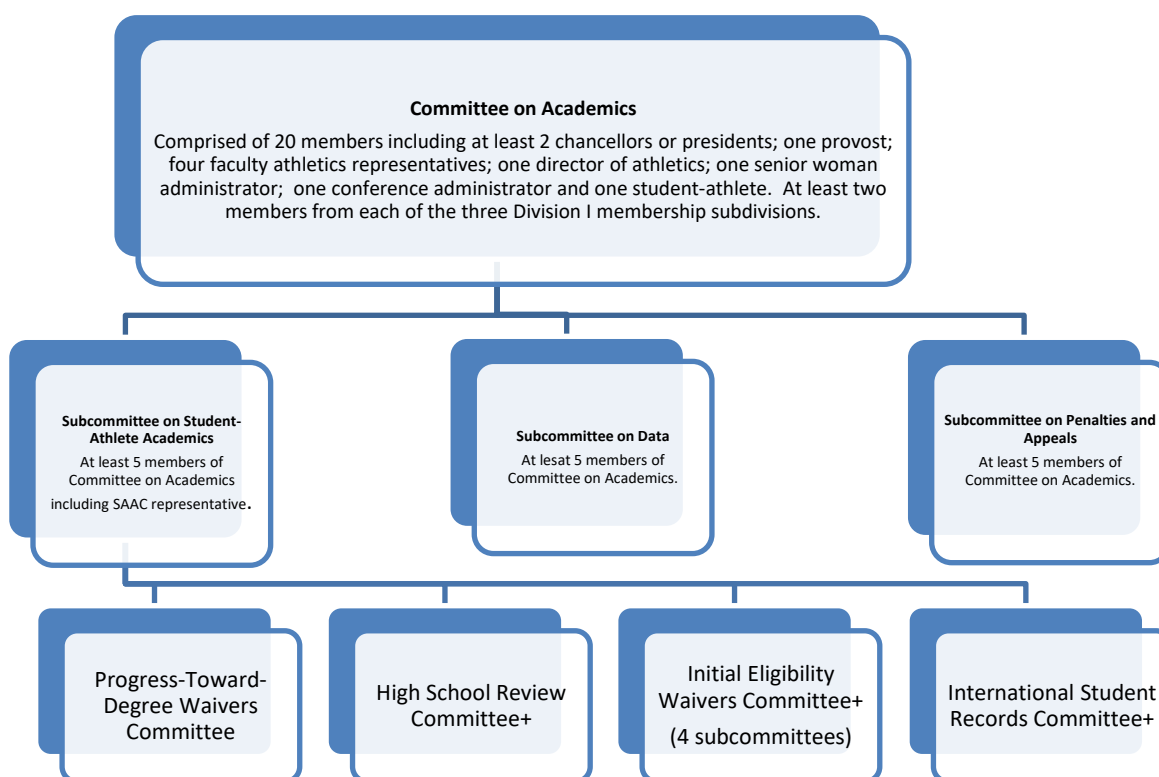 Committee on Academics
Comprised of 20 members including at least 2 chancellors or presidents; one provost;
four faculty athletics representatives; one director of athletics; one senior woman
administrator; one conference administrator and one student-athlete. At least two
members from each of the three Division I membership subdivisions.
Subcommittee on Student-
Athlete Academics
At least 5 members of
Committee on Academics
including SAAC representative.
Subcommittee on Data
At lesat 5 members of
Committee on Academics.
Subcommittee on Penalties and
Appeals
At least 5 members of
Committee on Academics.
Progress-Toward-
Degree Waivers
Committee
High School Review
Committee+
Initial Eligibility
Waivers Committee+
(4 subcommittees)
International Student
Records Committee+